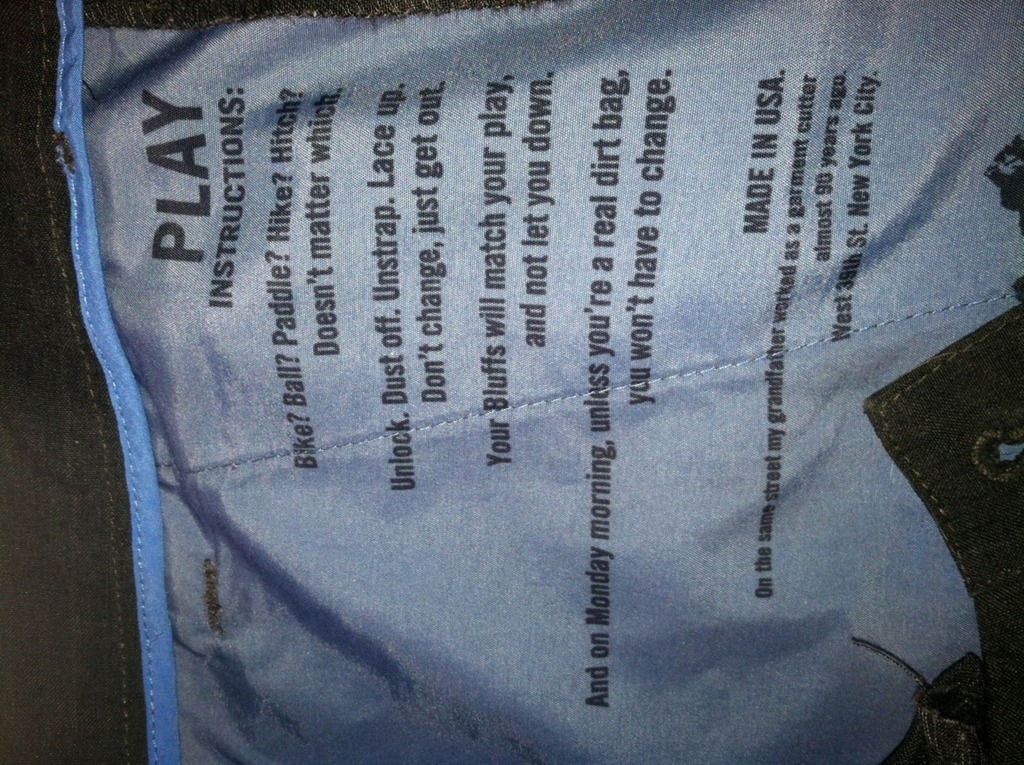 PLAY
INSTRUCTIONS:
Bike? Ball? Paddle? Hike? Hitch?
Doesn't matter which.
Unlock. Dust off. Unstrap. Lace up.
Don't change, just get out.
Your Bluffs will match your play,
and not let you down.
And on Monday morning, unless you're a real dirt bag,
you won't have to change.
MADE IN USA.
On the same street my grandfather worked as a garment cutter
almost 90 years ago.
West 38th St. New York City.